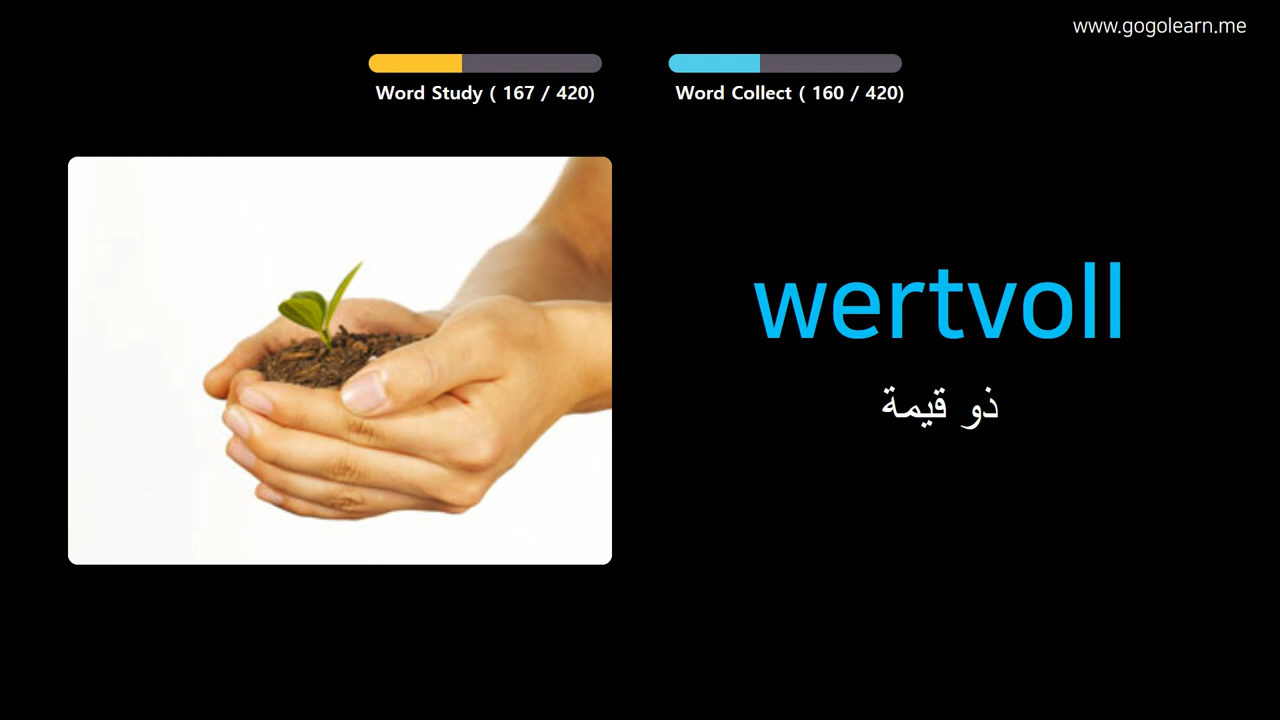 www.gogolearn.me
Word Study ( 167 / 420)
Word Collect ( 160 / 420)
wertvoll
ذو قيمة